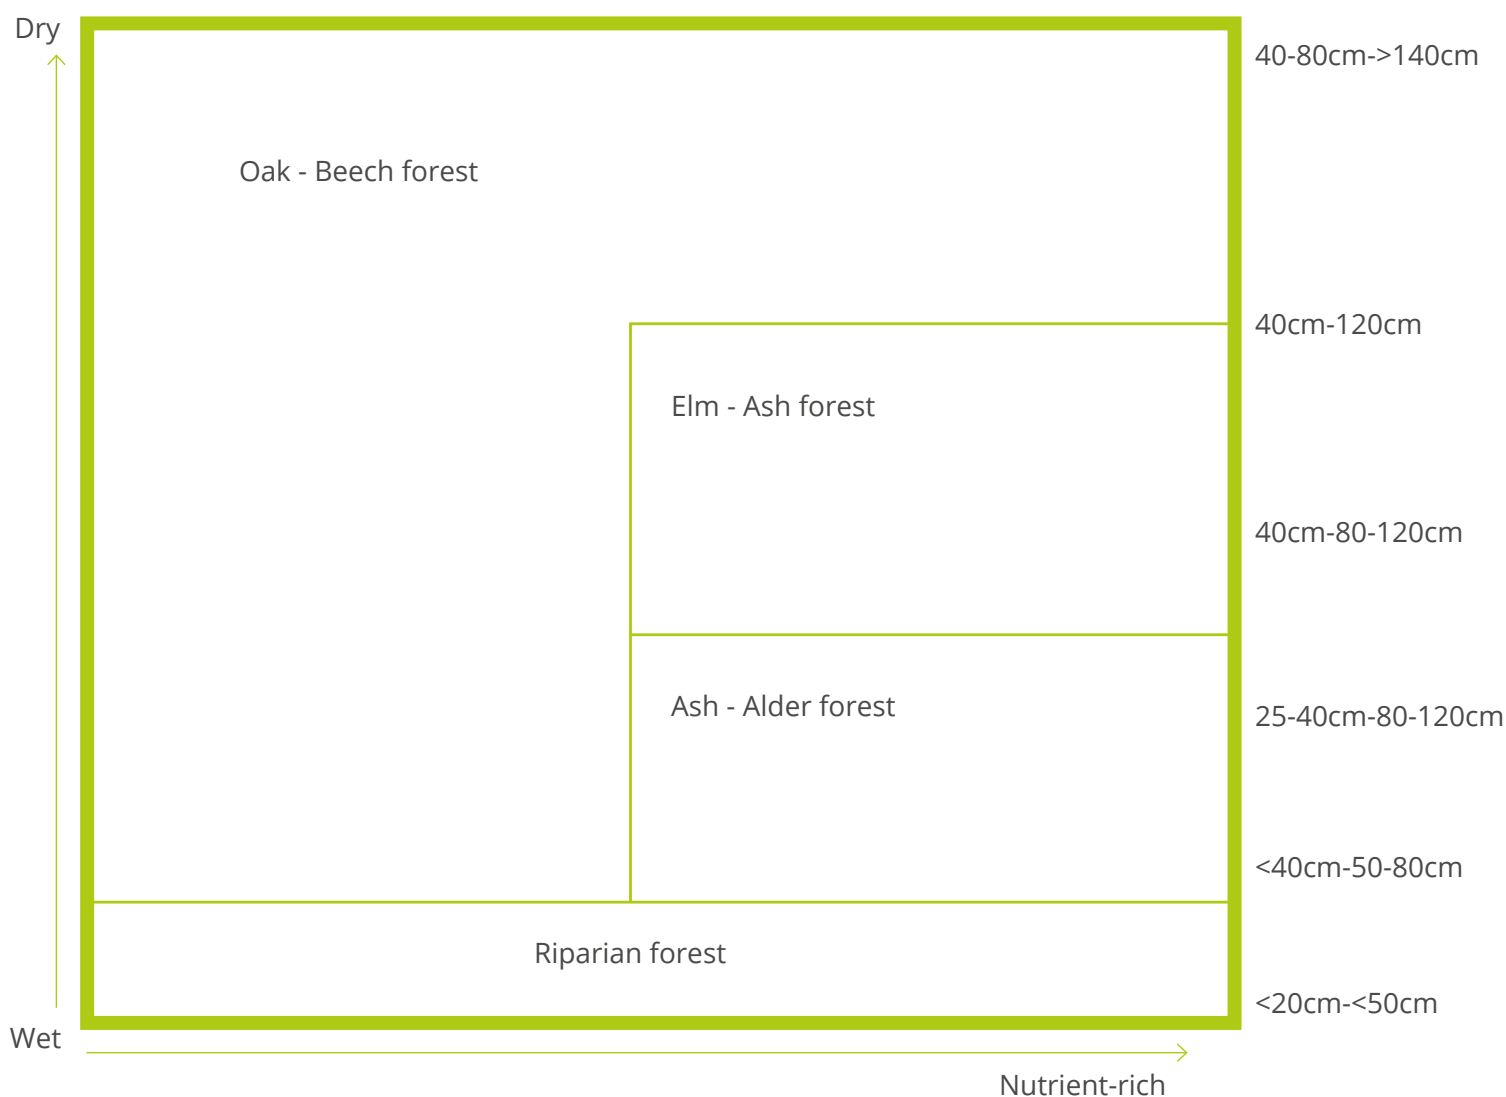 Dry
40-80cm->140cm
Oak - Beech forest
40cm-120cm
Elm - Ash forest
40cm-80-120cm
Ash - Alder forest
25-40cm-80-120cm
<40cm-50-80cm
Riparian forest
<20cm-<50cm
Wet
Nutrient-rich